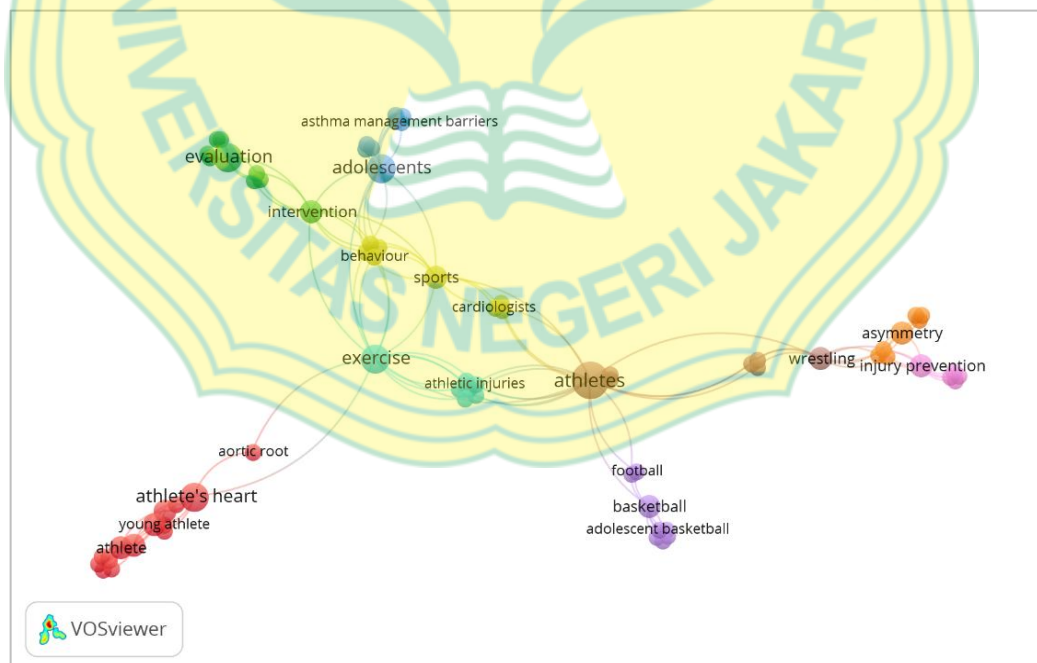 UNIVERSITAS NEGERI JAKART
asthma management barriers
evaluation
adolescents
intervention
behaviour
sports
cardiologists
asymmetry
exercise
wrestling
injury prevention
athletic injuries
athletes
aortic root
football
athlete's heart
basketball
young athlete
adolescent basketball
athlete
VOSviewer